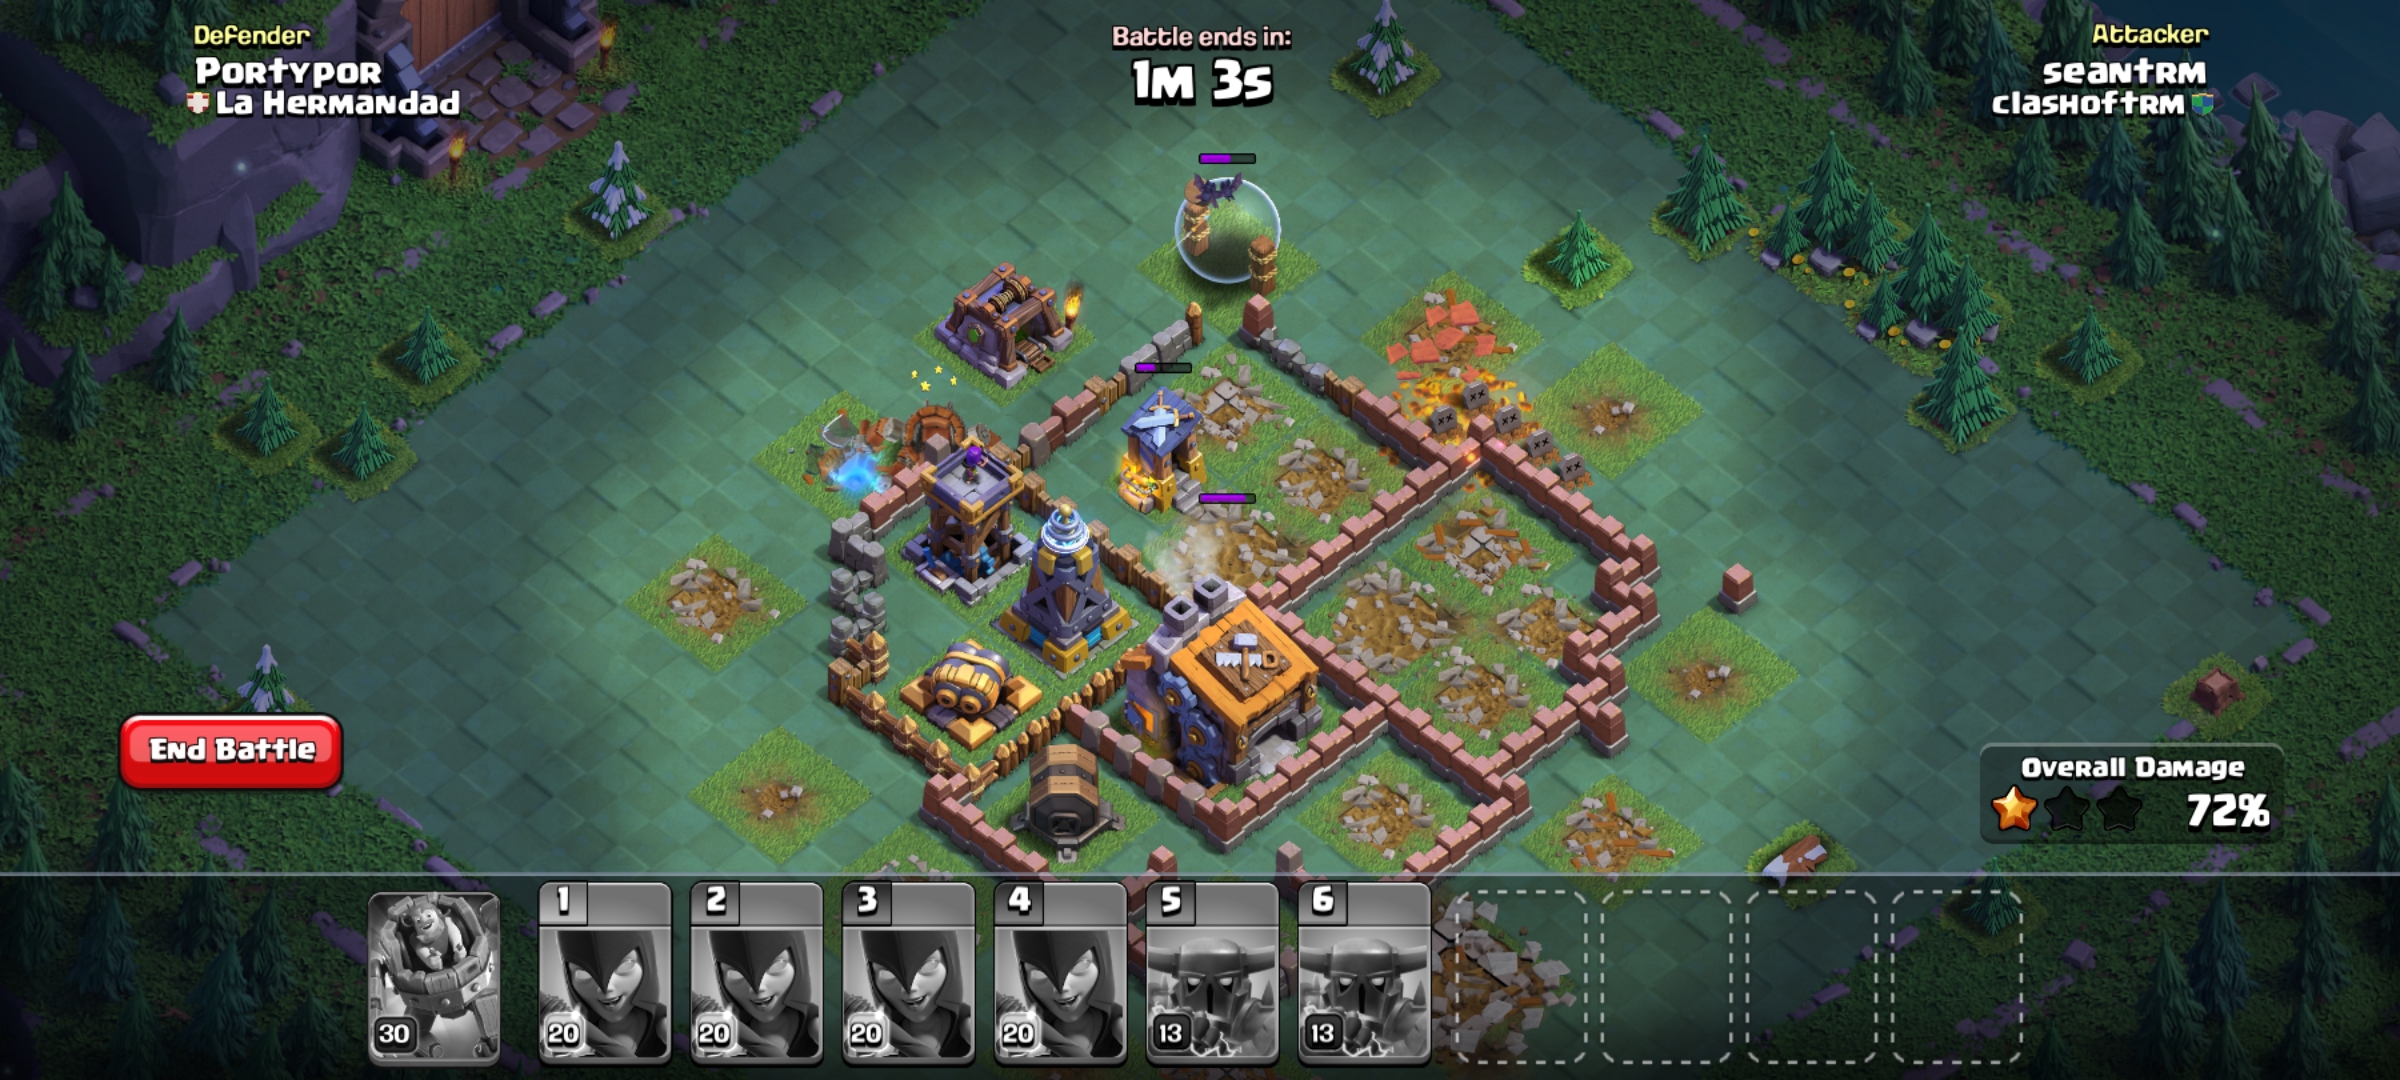 Defender
Portypor
La Hermandad
Battle ends in:
1M 3s
Attacker
seantrm
clashoftrm
End Battle
Overall Damage
72%
30
1
20
2
20
3
20
4
20
5
13
6
13